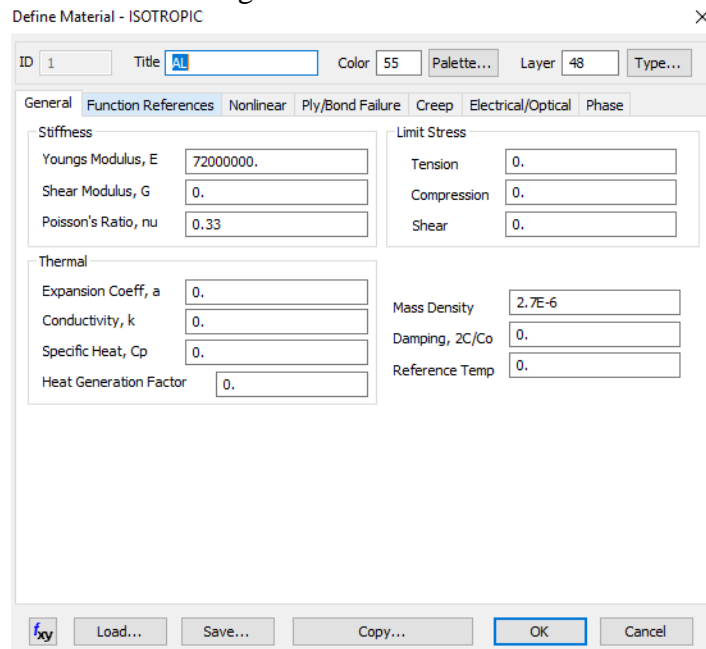 Define Material - ISOTROPIC
ID 1 Title AL Color 55 Palette... Layer 48 Type...
General Function References Nonlinear Ply/Bond Failure Creep Electrical/Optical Phase
Stiffness
Youngs Modulus, E 72000000.
Shear Modulus, G 0.
Poisson's Ratio, nu 0.33
Limit Stress
Tension 0.
Compression 0.
Shear 0.
Thermal
Expansion Coeff, a 0.
Conductivity, k 0.
Specific Heat, Cp 0.
Heat Generation Factor 0.
Mass Density 2.7E-6
Damping, 2C/Co 0.
Reference Temp 0.
fxy Load... Save... Copy... OK Cancel